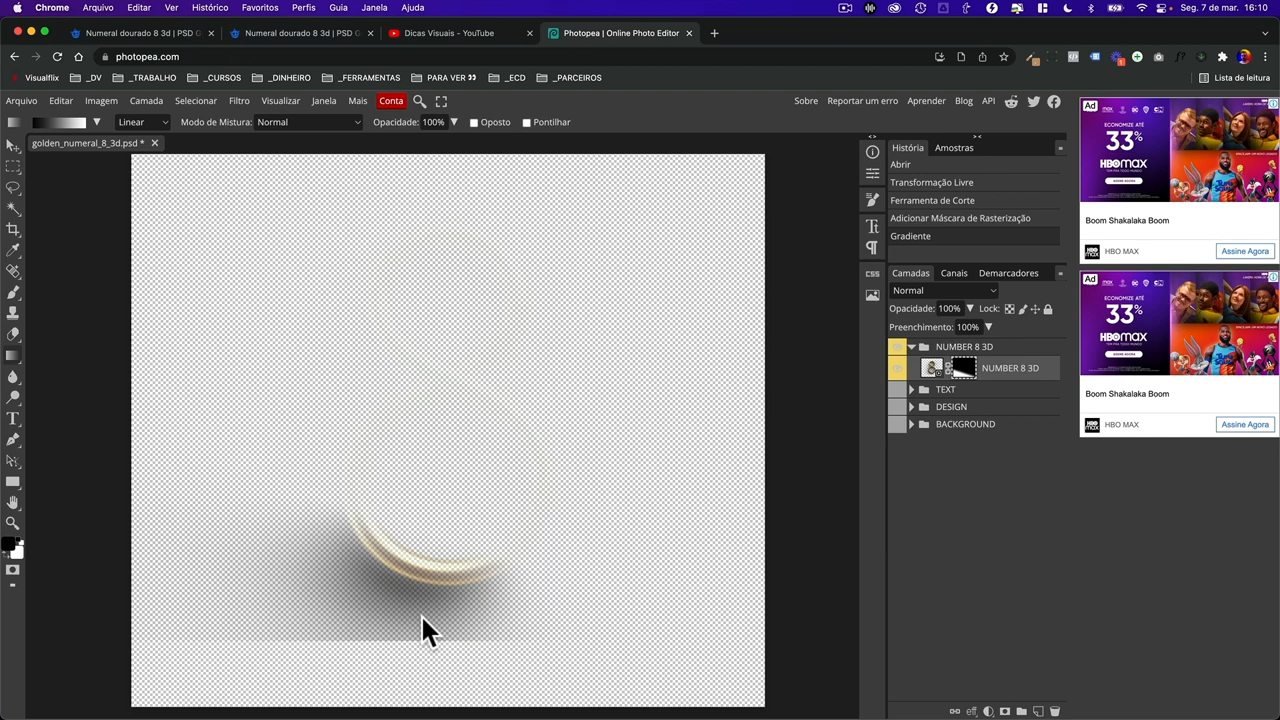 Chrome Arquivo Editar Ver Histórico Favoritos Perfis Guia Janela Ajuda Seg. 7 de mar. 16:10
Numeral dourado 8 3d | PSD G Numeral dourado 8 3d | PSD G Dicas Visuais - YouTube Photopea | Online Photo Editor
photopea.com
Visualflix _DV _TRABALHO _CURSOS _DINHEIRO _FERRAMENTAS PARA VER _ECD _PARCEIROS Lista de leitura
Arquivo Editar Imagem Camada Selecionar Filtro Visualizar Janela Mais Conta Sobre Reportar um erro Aprender Blog API
Linear Modo de Mistura: Normal Opacidade: 100% Oposto Pontilhar
golden_numeral_8_3d.psd *
História Amostras
Abrir
Transformação Livre
Ferramenta de Corte
Adicionar Máscara de Rasterização
Gradiente
CSS
Camadas Canais Demarcadores
Normal
Opacidade: 100% Lock:
Preenchimento: 100%
NUMBER 8 3D
NUMBER 8 3D
TEXT
DESIGN
BACKGROUND
Ad
ECONOMIZE ATÉ
33%
HBOMAX
ASSINE AGORA
Boom Shakalaka Boom
HBO MAX Assine Agora
Ad
ECONOMIZE ATÉ
33%
HBOMAX
ASSINE AGORA
Boom Shakalaka Boom
HBO MAX Assine Agora